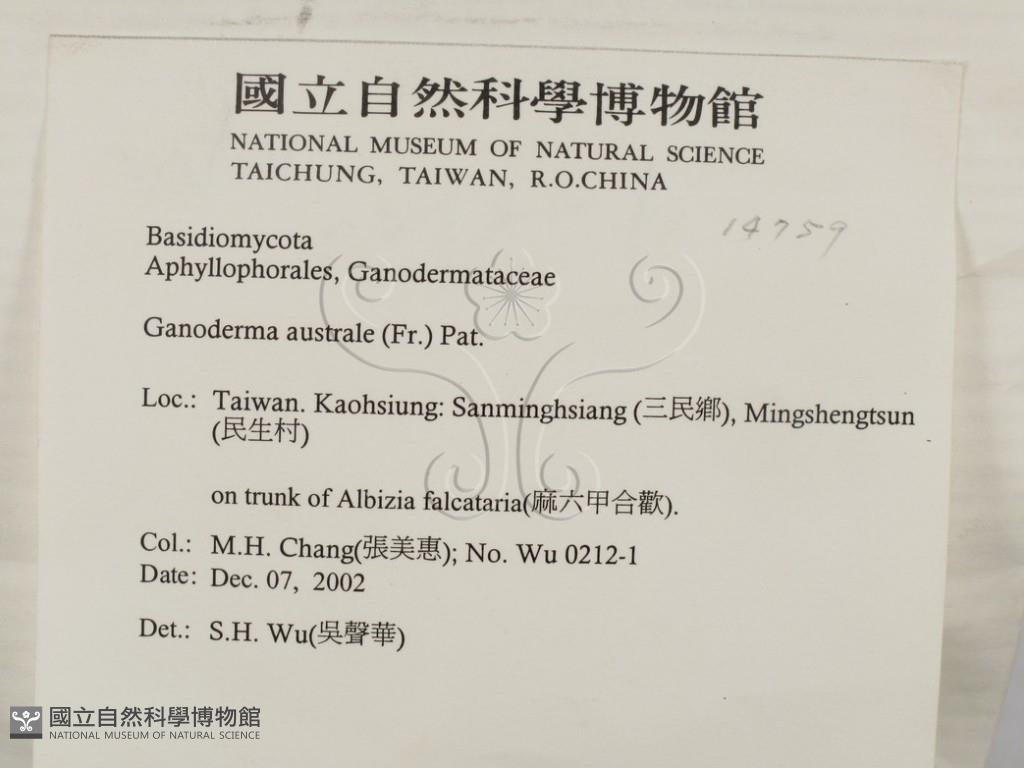 國立自然科學博物館
NATIONAL MUSEUM OF NATURAL SCIENCE
TAICHUNG, TAIWAN, R.O.CHINA
14759
Basidiomycota
Aphyllophorales, Ganodermataceae
Ganoderma australe (Fr.) Pat.
Loc.: Taiwan. Kaohsiung: Sanminghsiang (三民鄉), Mingshengtsun
(民生村)
on trunk of Albizia falcataria(麻六甲合歡).
Col.: M.H. Chang(張美惠); No. Wu 0212-1
Date: Dec. 07, 2002
Det.: S.H. Wu(吳聲華)
國立自然科學博物館
NATIONAL MUSEUM OF NATURAL SCIENCE